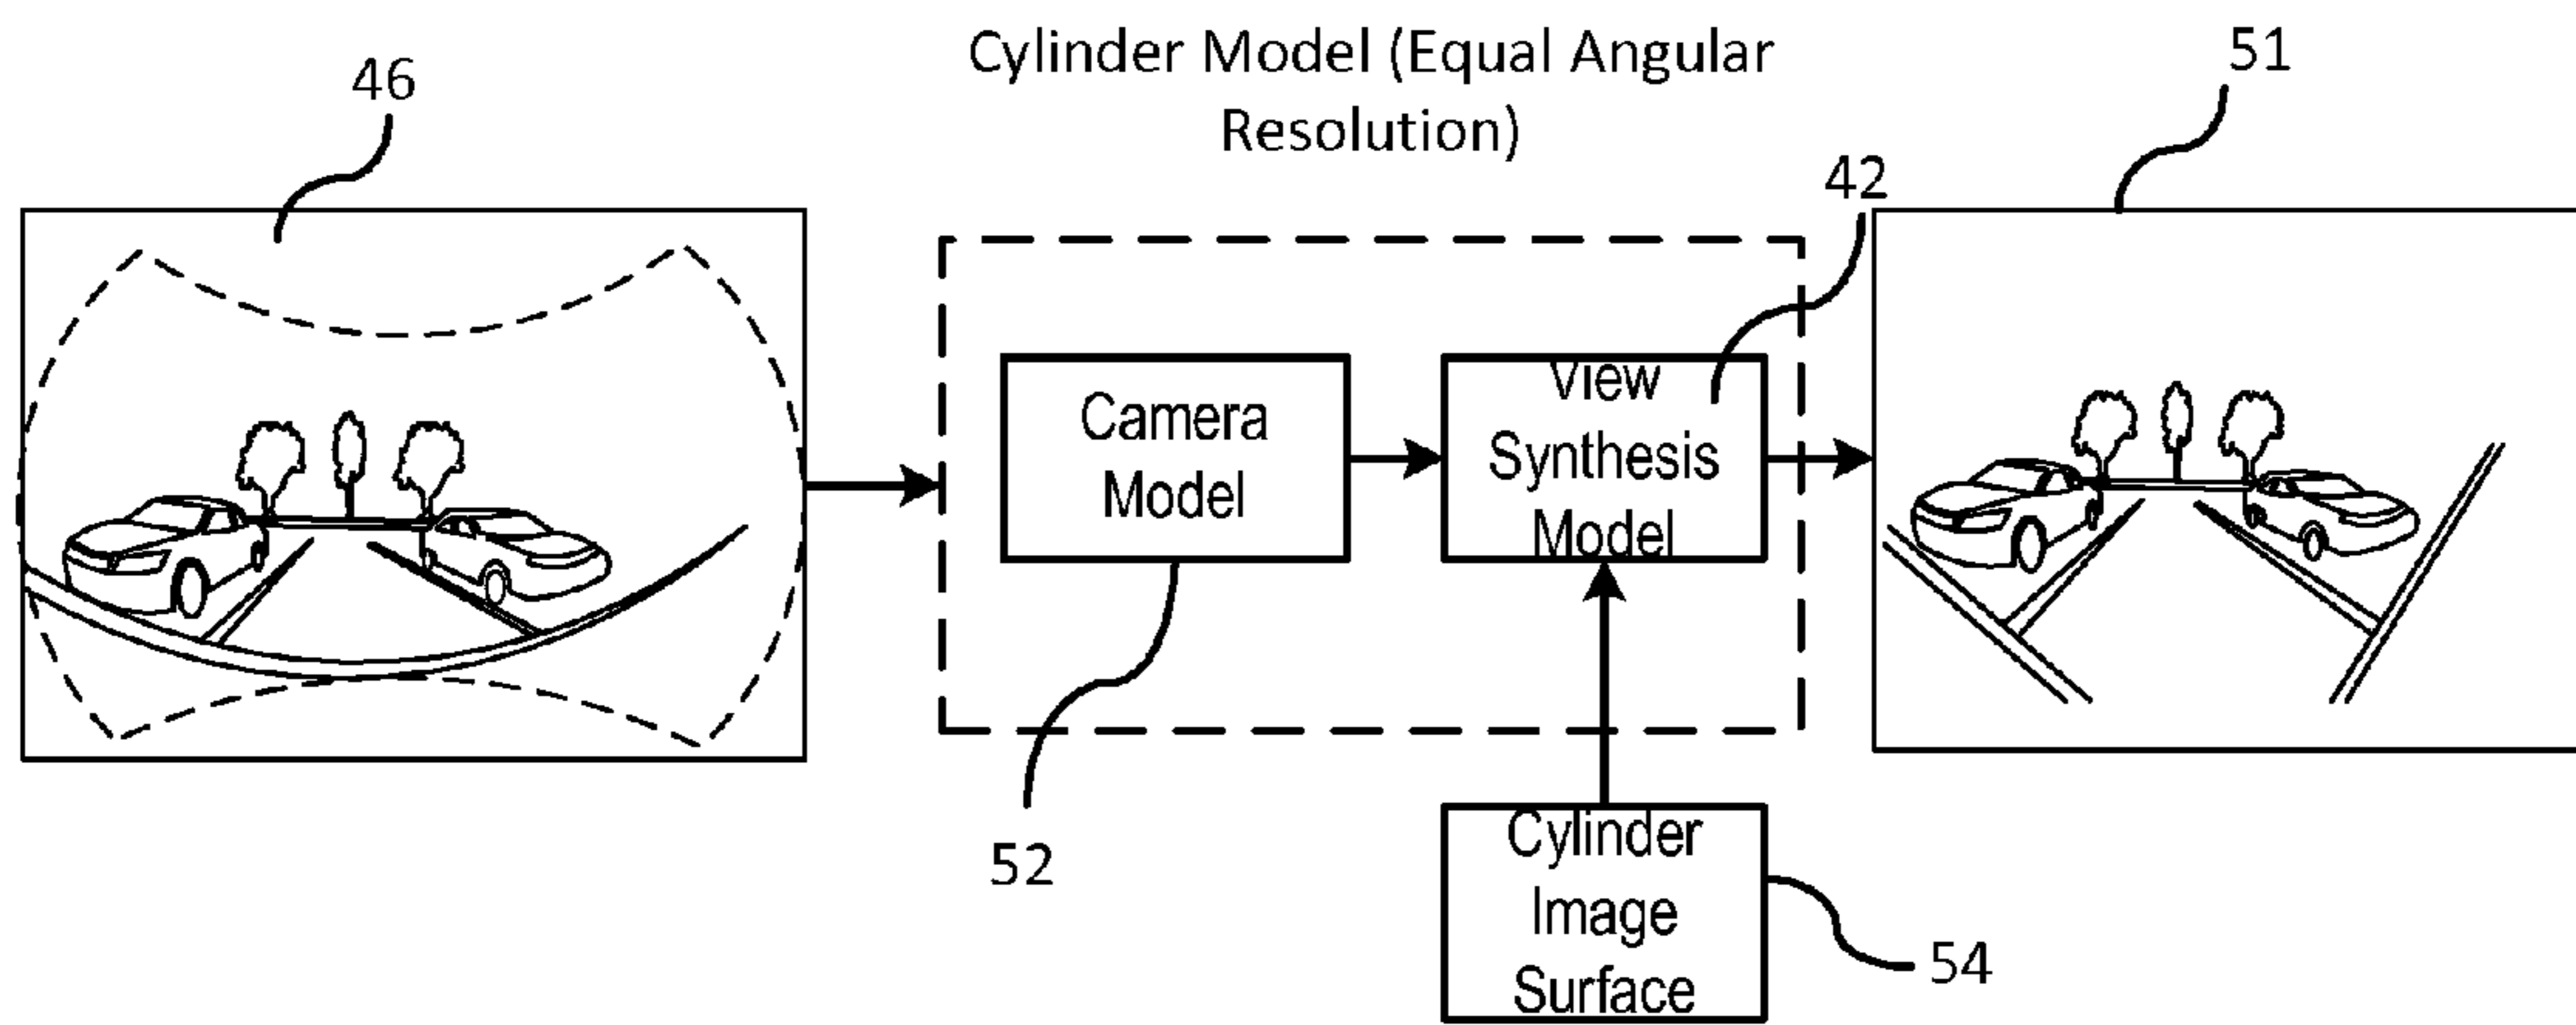 Cylinder Model (Equal Angular
Resolution)
46
51
42
Camera
Model
View
Synthesis
Model
52
Cylinder
Image
Surface
54